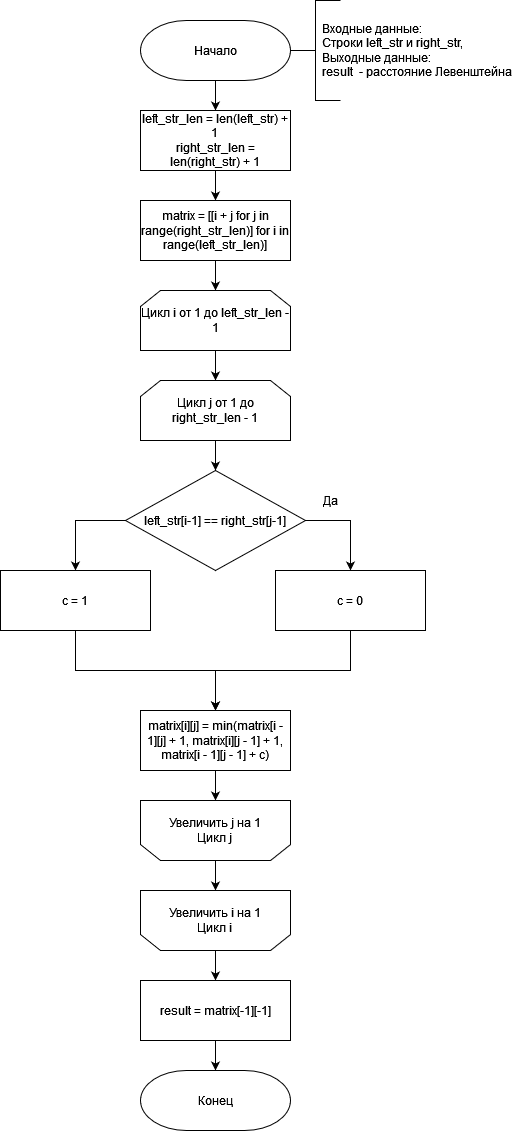 Начало
Входные данные:
Строки left_str и right_str,
Выходные данные:
result - расстояние Левенштейна
left_str_len = len(left_str) +
1
right_str_len =
len(right_str) + 1
matrix = [[i + j for j in
range(right_str_len)] for i in
range(left_str_len)]
Цикл i от 1 до left_str_len -
1
Цикл j от 1 до
right_str_len - 1
left_str[i-1] == right_str[j-1]
Да
c = 1
c = 0
matrix[i][j] = min(matrix[i -
1][j] + 1, matrix[i][j - 1] + 1,
matrix[i - 1][j - 1] + c)
Увеличить j на 1
Цикл j
Увеличить i на 1
Цикл i
result = matrix[-1][-1]
Конец